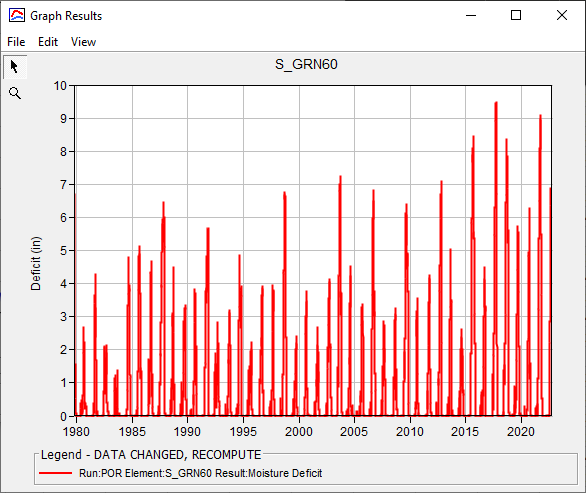 Graph Results
File Edit View
S_GRN60
10
9
8
7
6
5
4
3
2
1
0
Deficit (in)
1980 1985 1990 1995 2000 2005 2010 2015 2020
Legend - DATA CHANGED, RECOMPUTE
Run:POR Element:S_GRN60 Result:Moisture Deficit